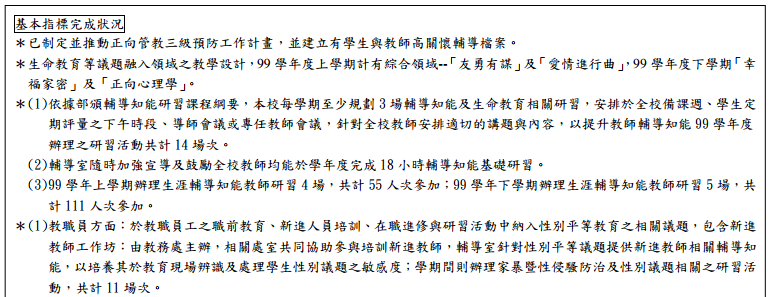 基本指標完成狀況
＊已制定並推動正向管教三級預防工作計畫，並建立有學生與教師高關懷輔導檔案。
＊生命教育等議題融入領域之教學設計，99 學年度上學期計有綜合領域--「友勇有謀」及「愛情進行曲」，99 學年度下學期「幸
福家密」及「正向心理學」。
＊(1)依據部頒輔導知能研習課程綱要，本校每學期至少規劃 3 場輔導知能及生命教育相關研習，安排於全校備課週、學生定
期評量之下午時段、導師會議或專任教師會議，針對全校教師安排適切的講題與內容，以提升教師輔導知能 99 學年度
辦理之研習活動共計 14 場次。
(2)輔導室隨時加強宣導及鼓勵全校教師均能於學年度完成 18 小時輔導知能基礎研習。
(3)99 學年上學期辦理生涯輔導知能教師研習 4 場，共計 55 人次參加；99 學年下學期辦理生涯輔導知能教師研習 5 場，共
計 111 人次參加。
＊(1)教職員方面：於教職員工之職前教育、新進人員培訓、在職進修與研習活動中納入性別平等教育之相關議題，包含新進
教師工作坊：由教務處主辦，相關處室共同協助參與培訓新進教師，輔導室針對性別平等議題提供新進教師相關輔導知
能，以培養其於教育現場辨識及處理學生性別議題之敏感度；學期間則辦理家暴暨性侵騷防治及性別議題相關之研習活
動，共計 11 場次。